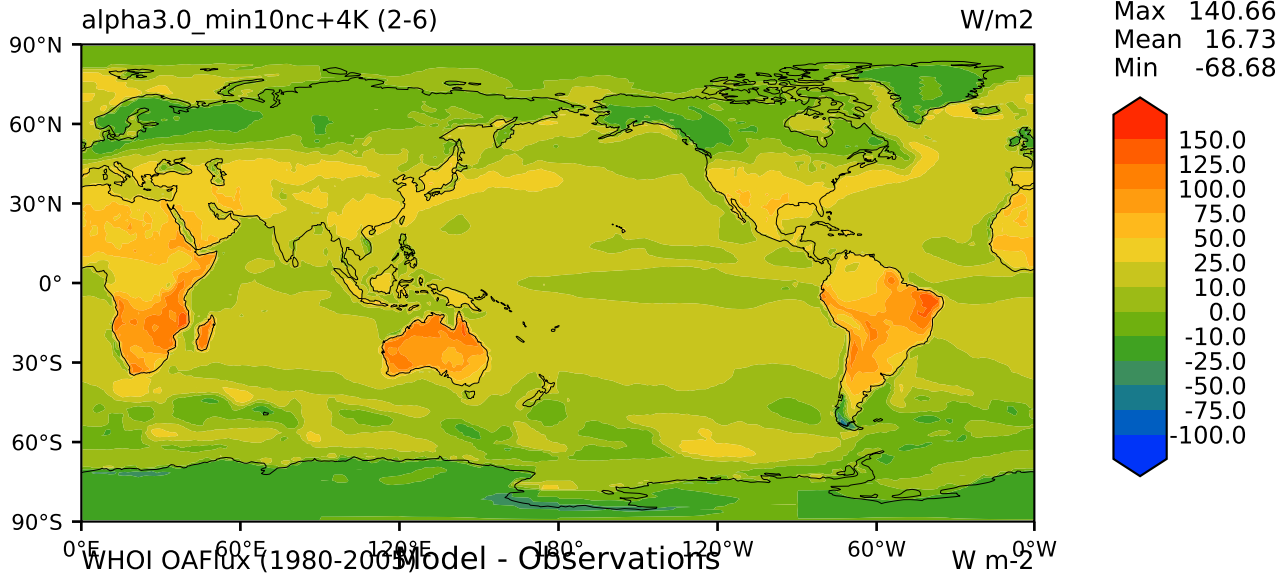 alpha3.0_min10nc+4K (2-6) W/m2
Max 140.66
Mean 16.73
Min -68.68
90°N
60°N
30°N
0°
30°S
60°S
90°S
150.0
125.0
100.0
75.0
50.0
25.0
10.0
0.0
-10.0
-25.0
-50.0
-75.0
-100.0
0°E 60°E 120°E 180° 120°W 60°W 0°W
WHOI OAFlux (1980-2005) Model - Observations W m-2